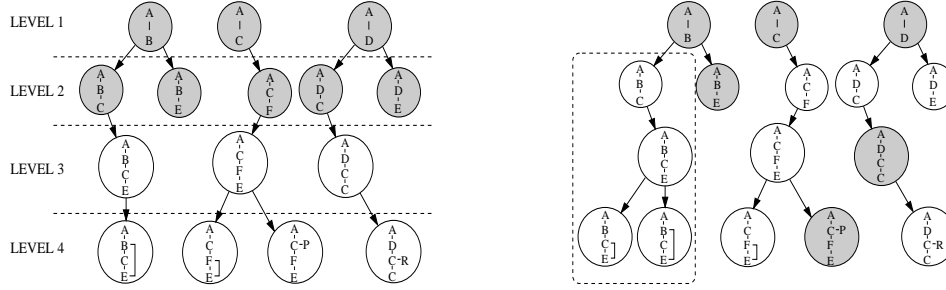 LEVEL 1
A B
A C
A D
LEVEL 2
A B C
A B E
A C F
A D C
A D E
LEVEL 3
A B C E
A C F E
A D C C
LEVEL 4
A B C E
A C F E
A C-P F E
A D C C-R
A B
A C
A D
A B C
A B E
A C F
A D C
A D E
A B C E
A C F E
A D C C
A B C E
A B C E
A C F E
A C-P F E
A D C-R C